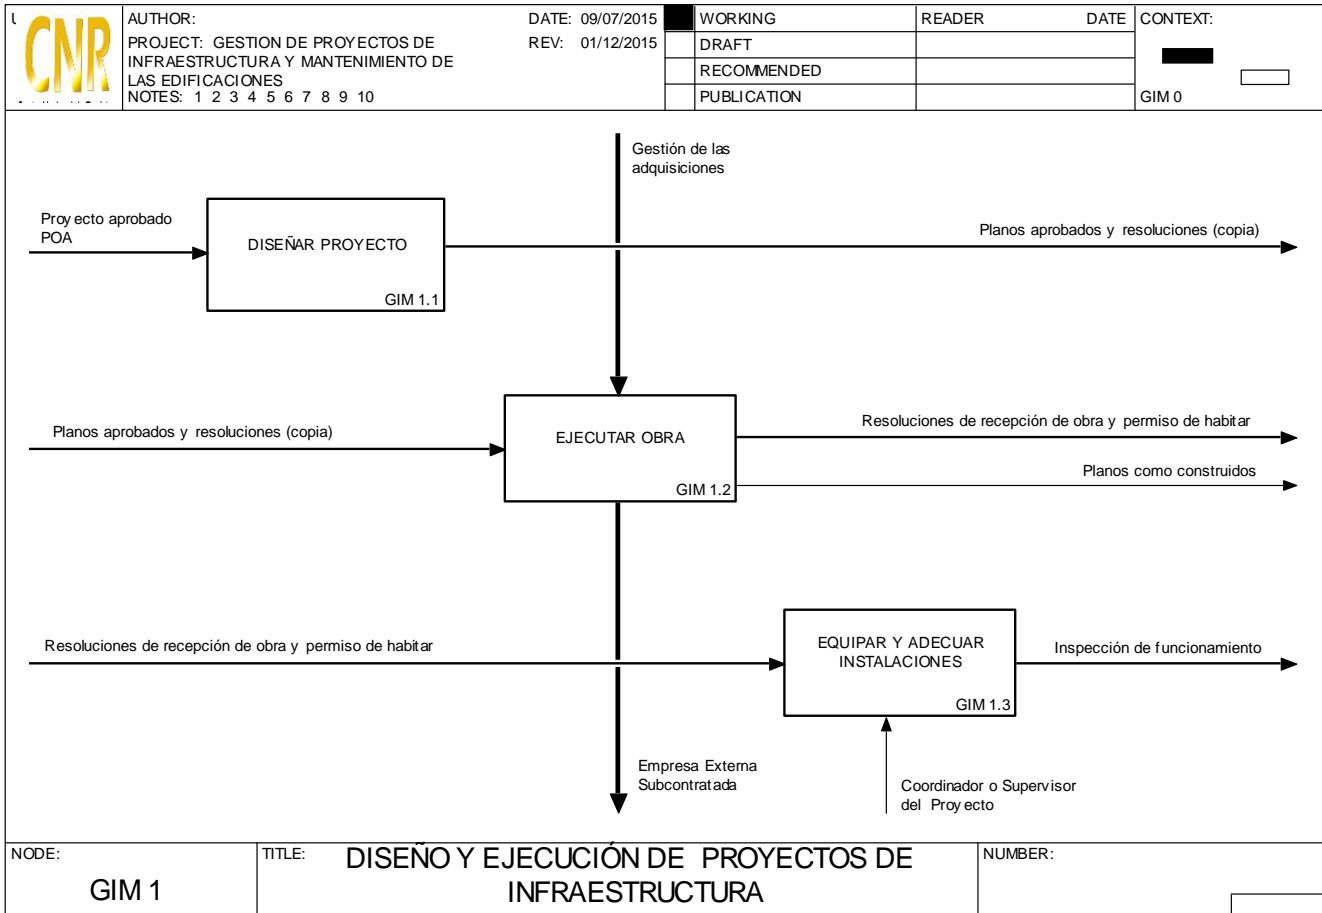 CNR
AUTHOR:
DATE: 09/07/2015
PROJECT: GESTION DE PROYECTOS DE
INFRAESTRUCTURA Y MANTENIMIENTO DE
LAS EDIFICACIONES
REV: 01/12/2015
NOTES: 1 2 3 4 5 6 7 8 9 10
WORKING
DRAFT
RECOMMENDED
PUBLICATION
READER DATE
CONTEXT:
GIM 0
Gestión de las
adquisiciones
Proyecto aprobado
POA
DISEÑAR PROYECTO
GIM 1.1
Planos aprobados y resoluciones (copia)
Planos aprobados y resoluciones (copia)
EJECUTAR OBRA
GIM 1.2
Resoluciones de recepción de obra y permiso de habitar
Planos como construidos
Resoluciones de recepción de obra y permiso de habitar
EQUIPAR Y ADECUAR
INSTALACIONES
GIM 1.3
Inspección de funcionamiento
Empresa Externa
Subcontratada
Coordinador o Supervisor
del Proyecto
NODE:
GIM 1
TITLE:
DISEÑO Y EJECUCIÓN DE PROYECTOS DE
INFRAESTRUCTURA
NUMBER: